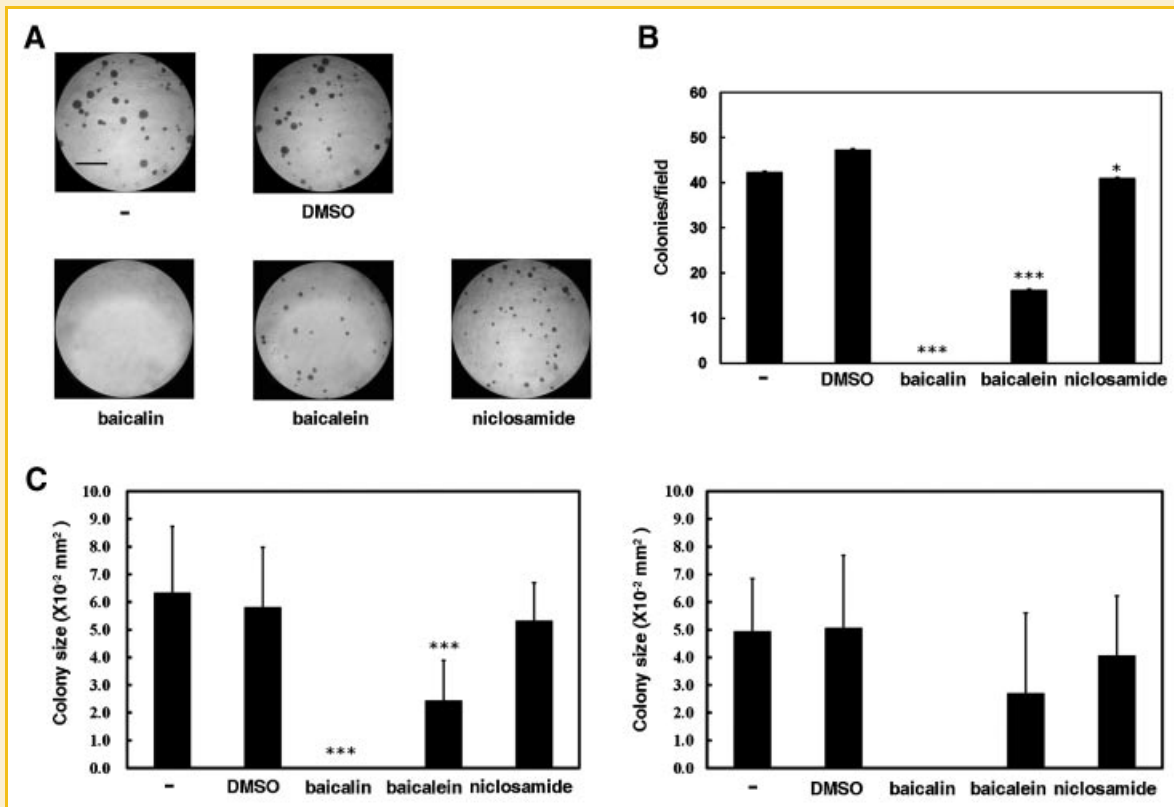 A
–
DMSO
baicalin
baicalein
niclosamide
B
Colonies/field
60
50
40
30
20
10
0
***
***
*
– DMSO baicalin baicalein niclosamide
C
Colony size (X10⁻² mm²)
10.0
9.0
8.0
7.0
6.0
5.0
4.0
3.0
2.0
1.0
0.0
***
***
– DMSO baicalin baicalein niclosamide
Colony size (X10⁻² mm²)
10.0
9.0
8.0
7.0
6.0
5.0
4.0
3.0
2.0
1.0
0.0
– DMSO baicalin baicalein niclosamide